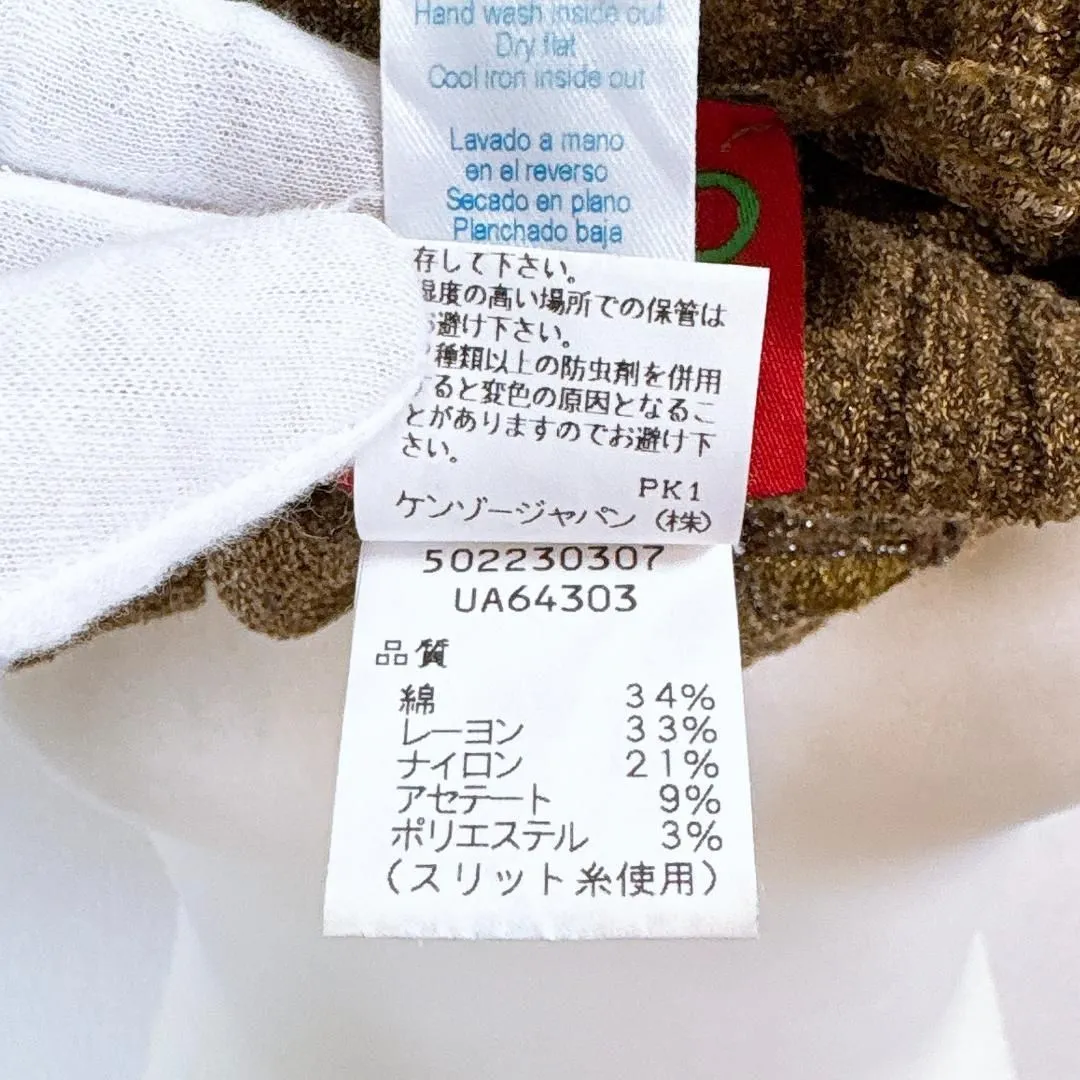 Hand wash inside out
Dry flat
Cool iron inside out
Lavado a mano
en el reverso
Secado en plano
Planchado baja
存して下さい。
湿度の高い場所での保管は
お避け下さい。
種類以上の防虫剤を併用
すると変色の原因となるこ
とがありますのでお避け下
さい。
PK1
ケンゾージャパン(株)
502230307
UA64303
品質
綿 34%
レーヨン 33%
ナイロン 21%
アセテート 9%
ポリエステル 3%
(スリット糸使用)